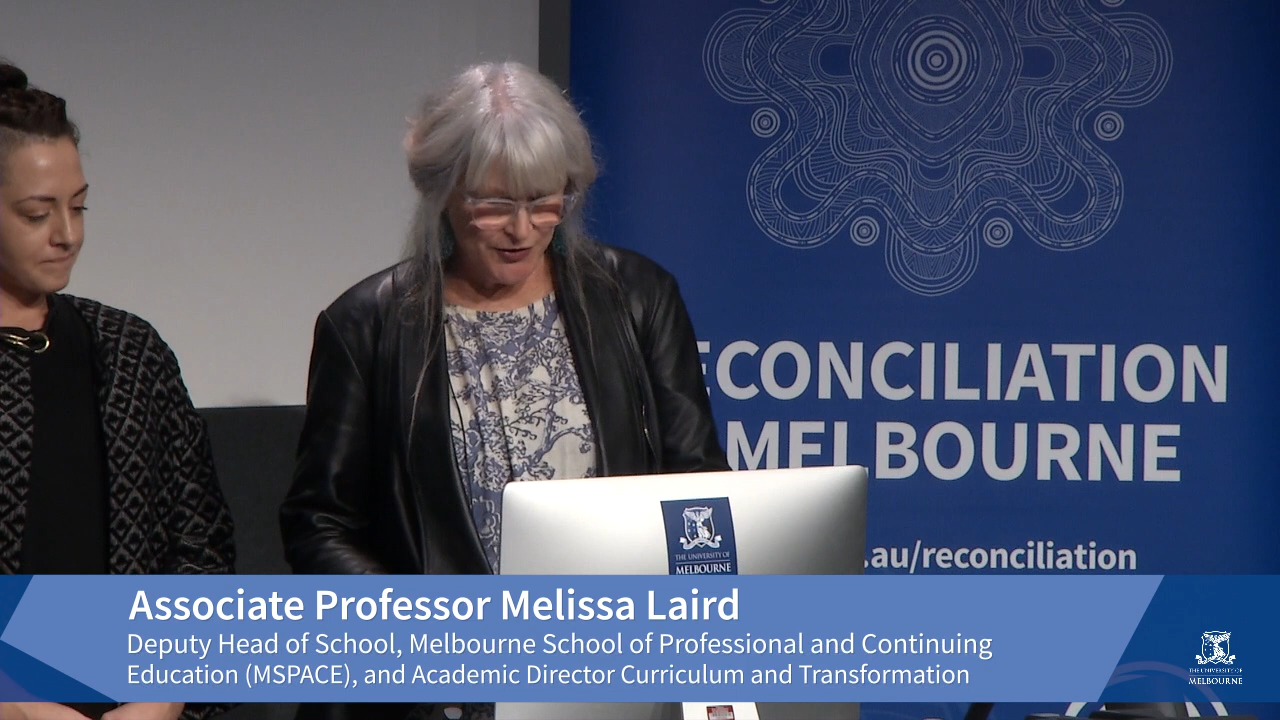 ECONCILIATION
MELBOURNE
.au/reconciliation
THE UNIVERSITY OF
MELBOURNE
Associate Professor Melissa Laird
Deputy Head of School, Melbourne School of Professional and Continuing
Education (MSPACE), and Academic Director Curriculum and Transformation
THE UNIVERSITY OF
MELBOURNE